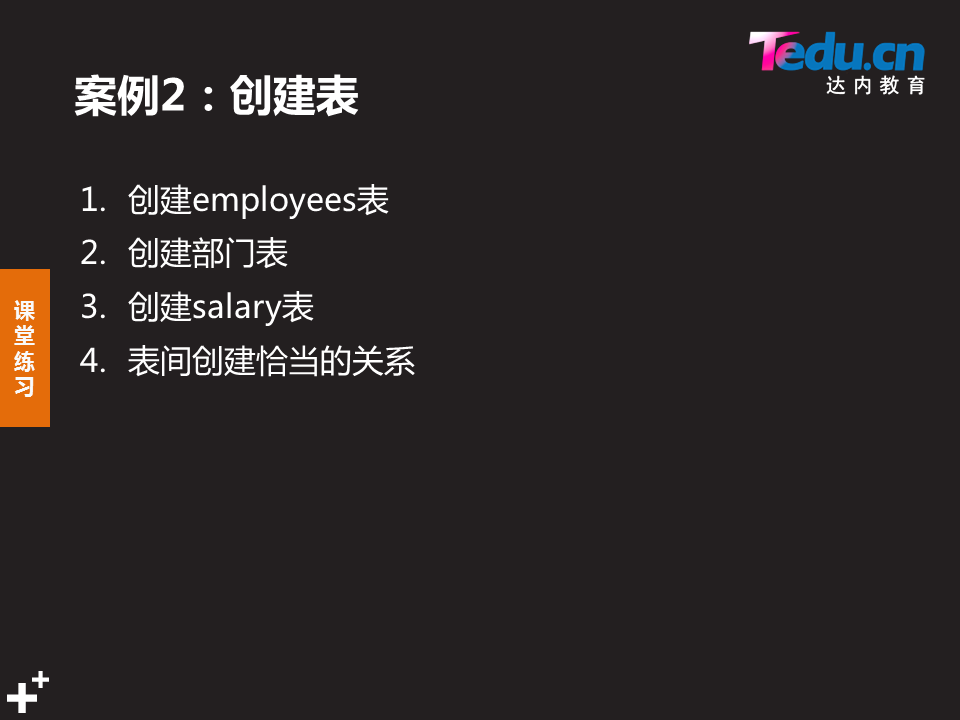 Tedu.cn
达内教育
案例2：创建表
1. 创建employees表
2. 创建部门表
3. 创建salary表
4. 表间创建恰当的关系
课
堂
练
习